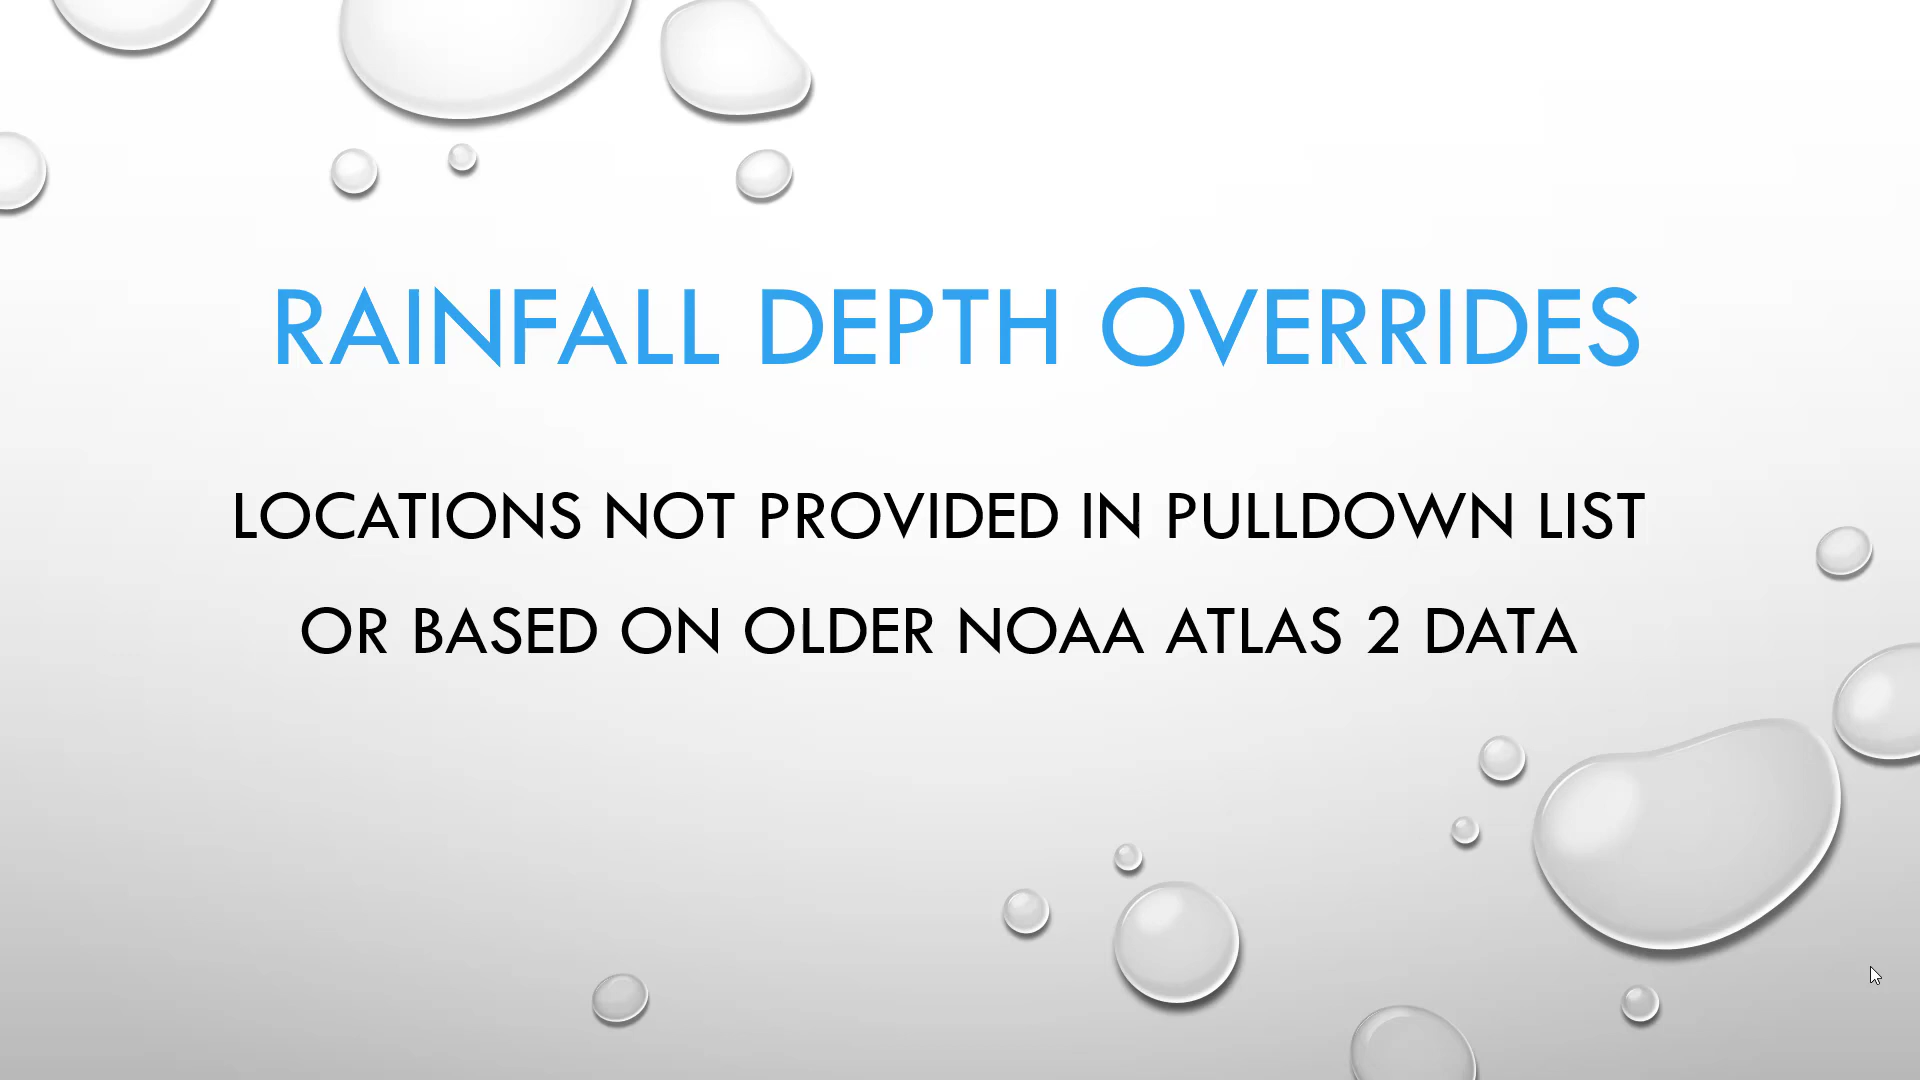 RAINFALL DEPTH OVERRIDES
LOCATIONS NOT PROVIDED IN PULLDOWN LIST
OR BASED ON OLDER NOAA ATLAS 2 DATA